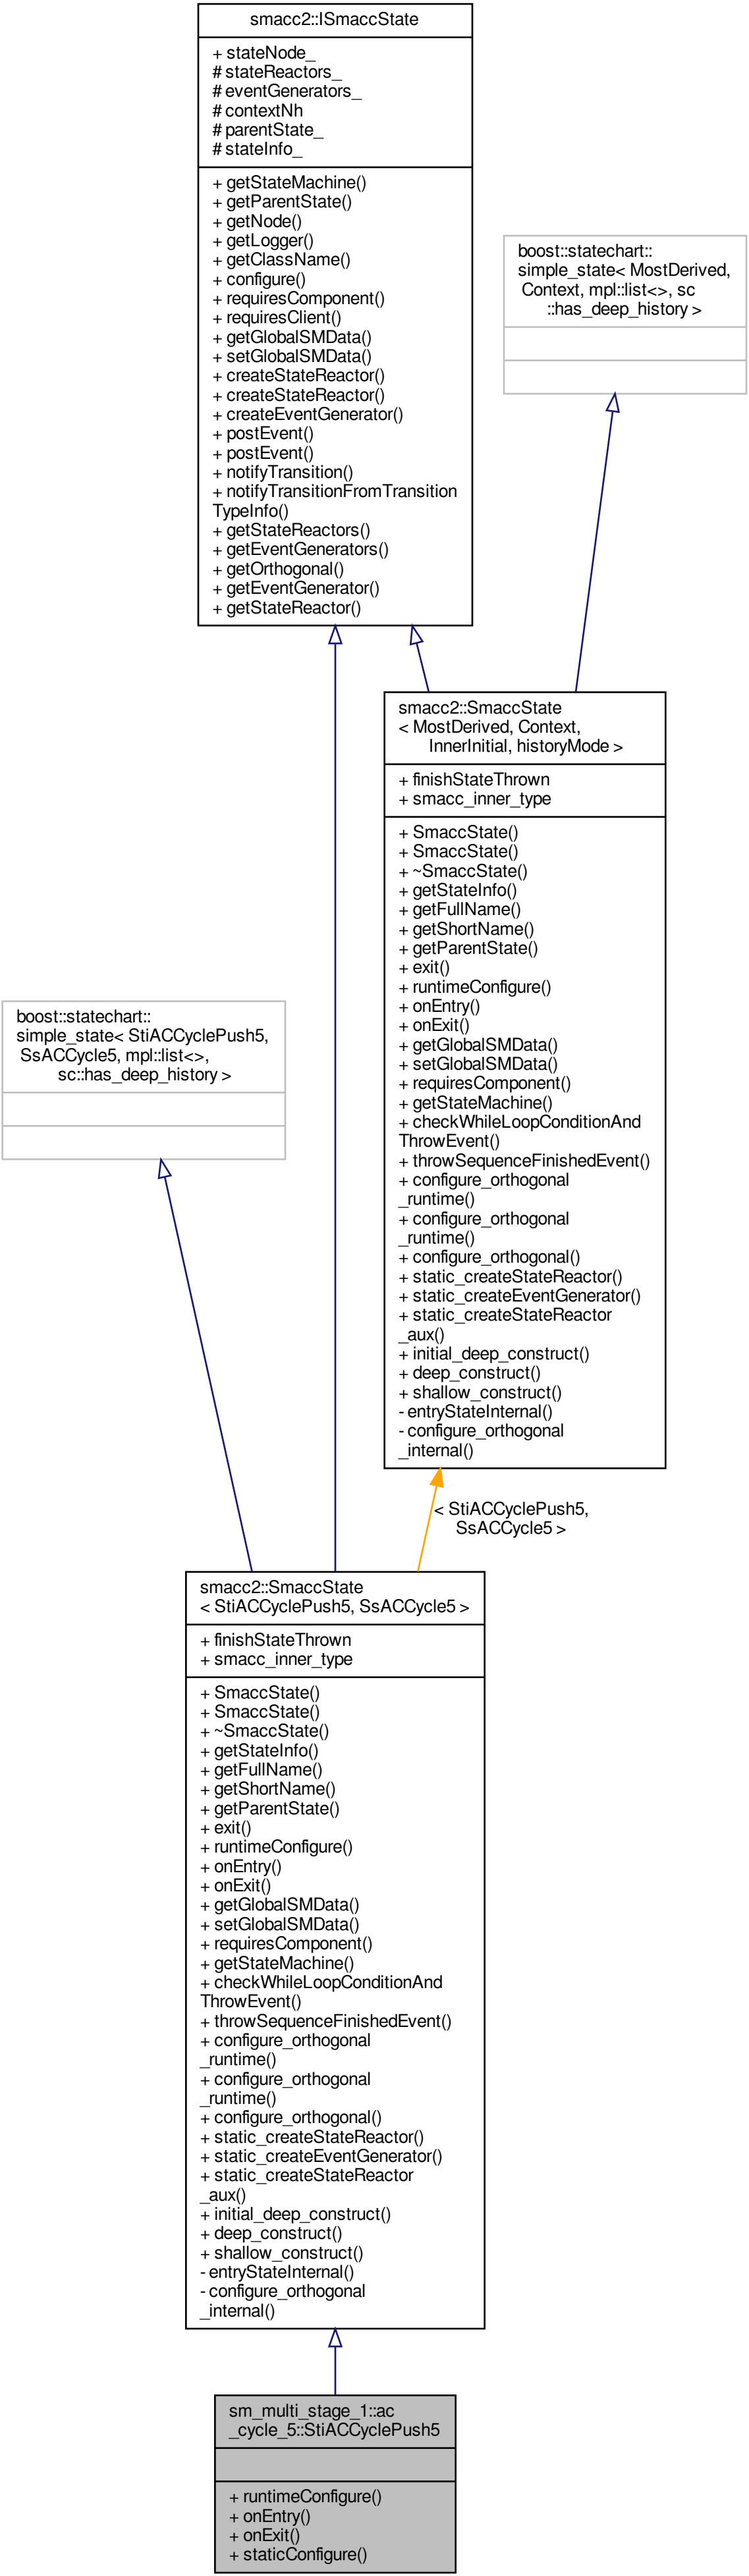 smacc2::ISmaccState
+ stateNode_
# stateReactors_
# eventGenerators_
# contextNh
# parentState_
# stateInfo_
+ getStateMachine()
+ getParentState()
+ getNode()
+ getLogger()
+ getClassName()
+ configure()
+ requiresComponent()
+ requiresClient()
+ getGlobalSMData()
+ setGlobalSMData()
+ createStateReactor()
+ createStateReactor()
+ createEventGenerator()
+ postEvent()
+ postEvent()
+ notifyTransition()
+ notifyTransitionFromTransition
TypeInfo()
+ getStateReactors()
+ getEventGenerators()
+ getOrthogonal()
+ getEventGenerator()
+ getStateReactor()
boost::statechart::
simple_state< MostDerived,
Context, mpl::list<>, sc
::has_deep_history >
smacc2::SmaccState
< MostDerived, Context,
InnerInitial, historyMode >
+ finishStateThrown
+ smacc_inner_type
+ SmaccState()
+ SmaccState()
+ ~SmaccState()
+ getStateInfo()
+ getFullName()
+ getShortName()
+ getParentState()
+ exit()
+ runtimeConfigure()
+ onEntry()
+ onExit()
+ getGlobalSMData()
+ setGlobalSMData()
+ requiresComponent()
+ getStateMachine()
+ checkWhileLoopConditionAnd
ThrowEvent()
+ throwSequenceFinishedEvent()
+ configure_orthogonal
_runtime()
+ configure_orthogonal
_runtime()
+ configure_orthogonal()
+ static_createStateReactor()
+ static_createEventGenerator()
+ static_createStateReactor
_aux()
+ initial_deep_construct()
+ deep_construct()
+ shallow_construct()
- entryStateInternal()
- configure_orthogonal
_internal()
boost::statechart::
simple_state< StiACCyclePush5,
SsACCycle5, mpl::list<>,
sc::has_deep_history >
< StiACCyclePush5,
SsACCycle5 >
smacc2::SmaccState
< StiACCyclePush5, SsACCycle5 >
+ finishStateThrown
+ smacc_inner_type
+ SmaccState()
+ SmaccState()
+ ~SmaccState()
+ getStateInfo()
+ getFullName()
+ getShortName()
+ getParentState()
+ exit()
+ runtimeConfigure()
+ onEntry()
+ onExit()
+ getGlobalSMData()
+ setGlobalSMData()
+ requiresComponent()
+ getStateMachine()
+ checkWhileLoopConditionAnd
ThrowEvent()
+ throwSequenceFinishedEvent()
+ configure_orthogonal
_runtime()
+ configure_orthogonal
_runtime()
+ configure_orthogonal()
+ static_createStateReactor()
+ static_createEventGenerator()
+ static_createStateReactor
_aux()
+ initial_deep_construct()
+ deep_construct()
+ shallow_construct()
- entryStateInternal()
- configure_orthogonal
_internal()
sm_multi_stage_1::ac
_cycle_5::StiACCyclePush5
+ runtimeConfigure()
+ onEntry()
+ onExit()
+ staticConfigure()